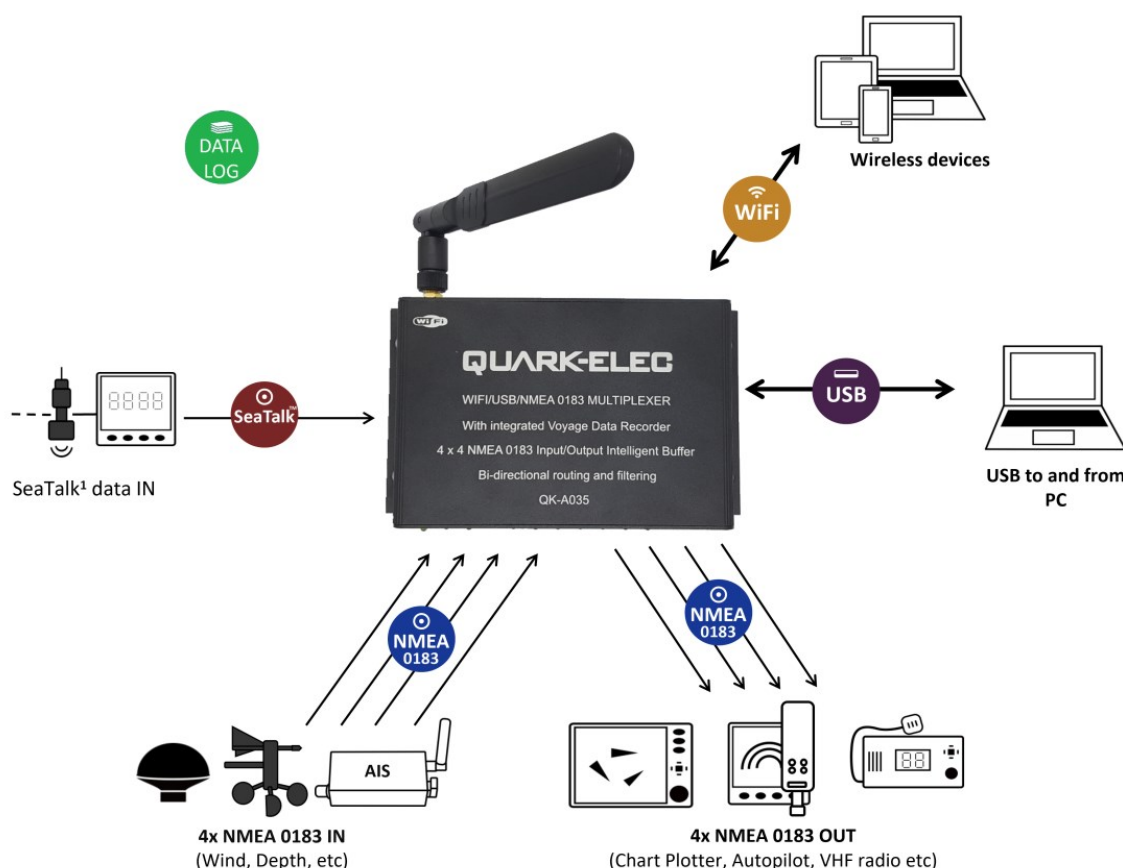 DATA
LOG
Wireless devices
WiFi
WiFi
QUARK-ELEC
WIFI/USB/NMEA 0183 MULTIPLEXER
With integrated Voyage Data Recorder
4 x 4 NMEA 0183 Input/Output Intelligent Buffer
Bi-directional routing and filtering
QK-A035
SeaTalk™
SeaTalk¹ data IN
USB
USB to and from
PC
NMEA
0183
NMEA
0183
AIS
4x NMEA 0183 IN
(Wind, Depth, etc)
4x NMEA 0183 OUT
(Chart Plotter, Autopilot, VHF radio etc)